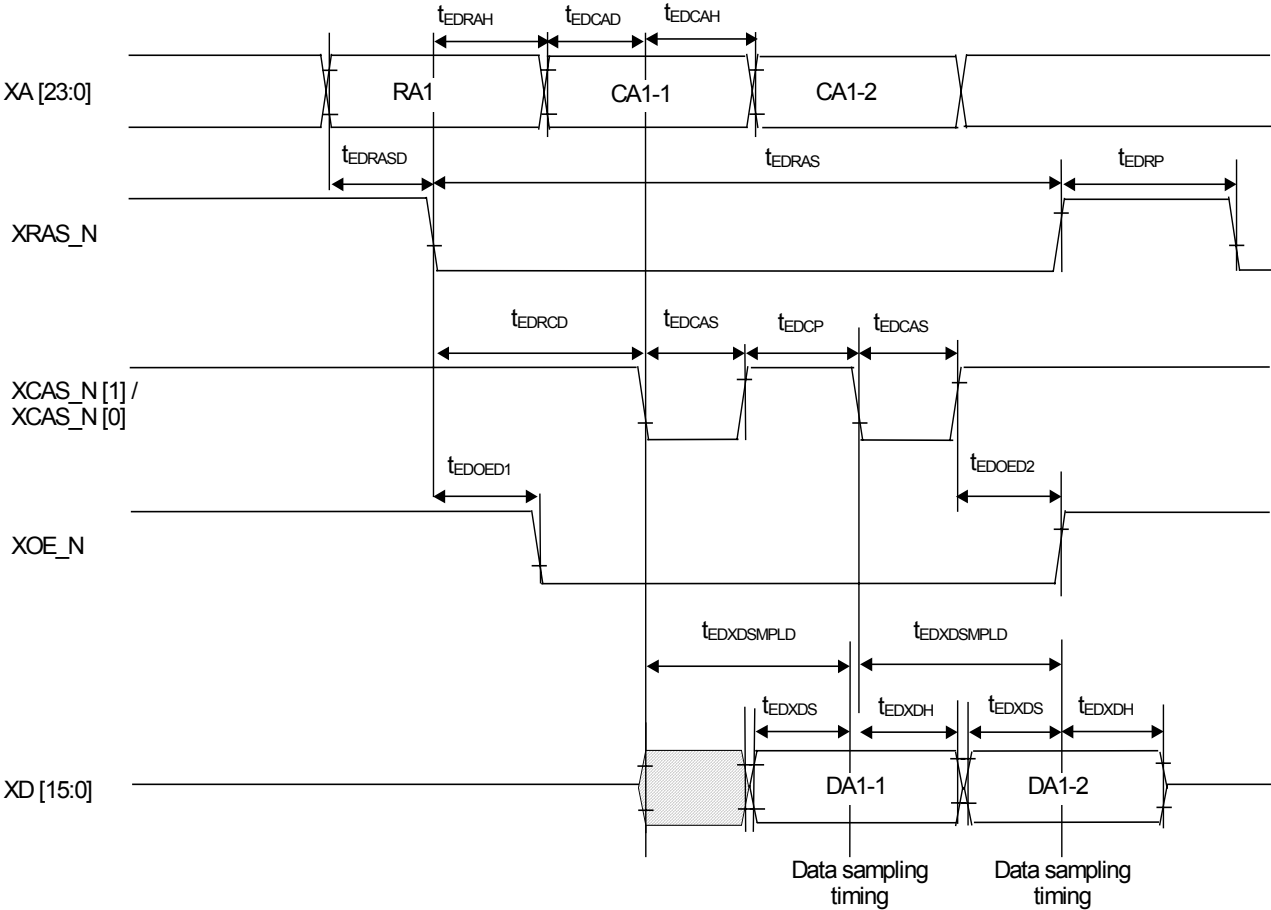 tEDRAH tEDCAD tEDCAH
XA [23:0] RA1 CA1-1 CA1-2
tEDRASD tEDRAS tEDRP
XRAS_N
tEDRCD tEDCAS tEDCP tEDCAS
XCAS_N [1] /
XCAS_N [0]
tEDOED1 tEDOED2
XOE_N
tEDXDSMPLD tEDXDSMPLD
tEDXDS tEDXDH tEDXDS tEDXDH
XD [15:0] DA1-1 DA1-2
Data sampling Data sampling
timing timing